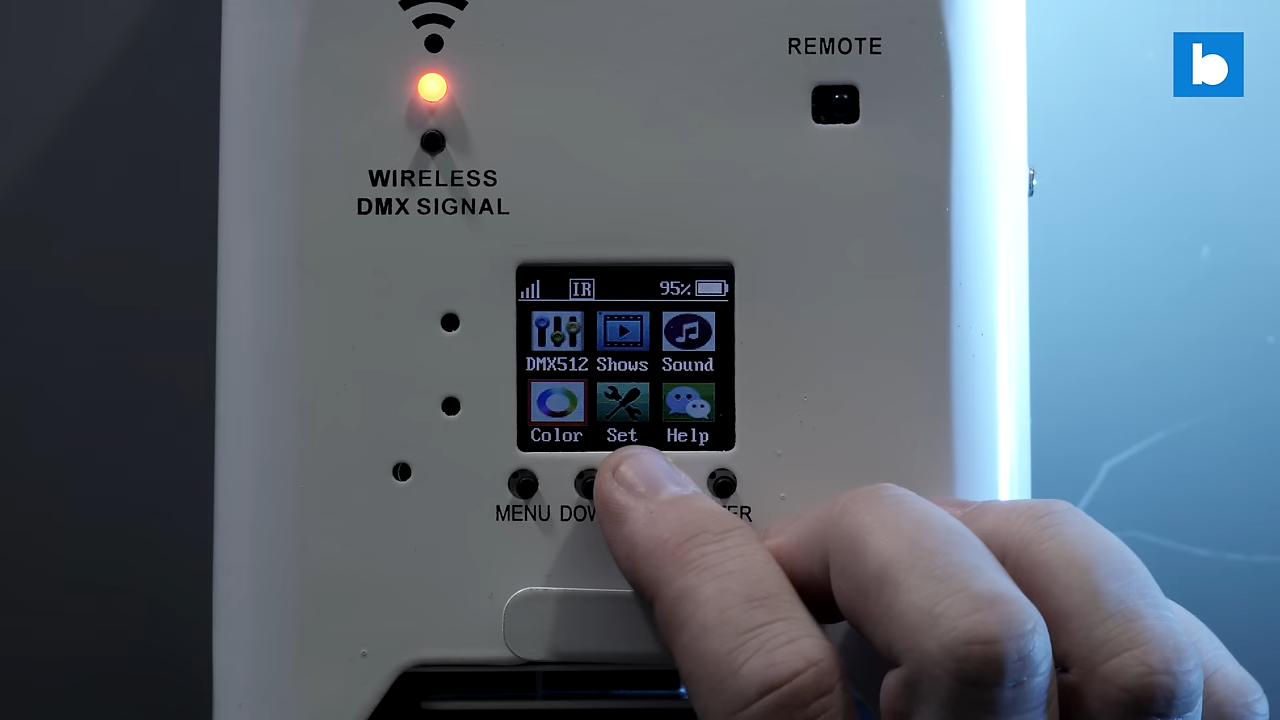 REMOTE
b
WIRELESS
DMX SIGNAL
IR 95%
DMX512 Shows Sound
Color Set Help
MENU